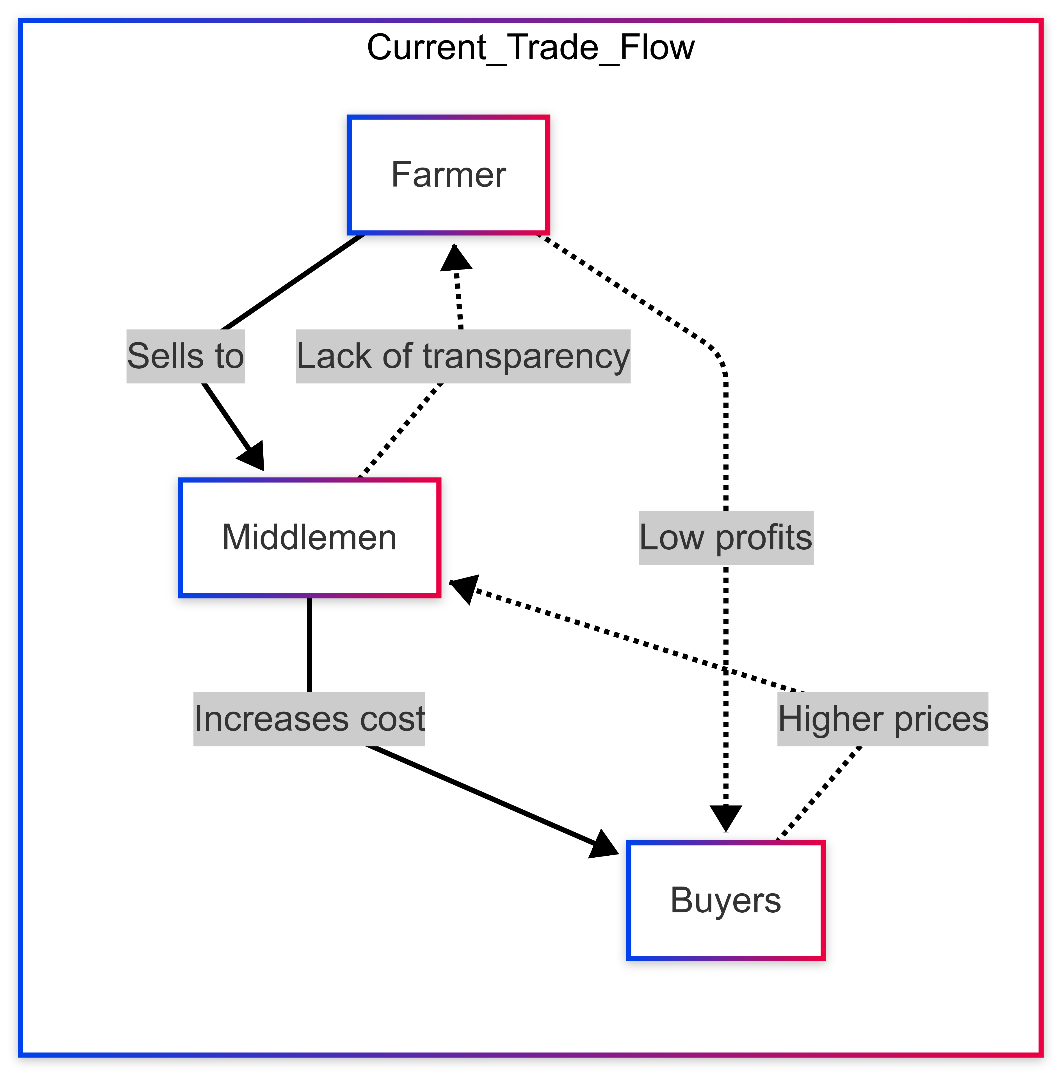 Current_Trade_Flow
Farmer
Sells to
Lack of transparency
Middlemen
Low profits
Increases cost
Higher prices
Buyers